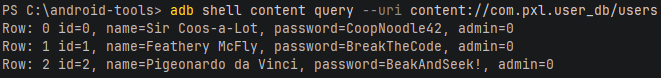 PS C:\android-tools> adb shell content query --uri content://com.pxl.user_db/users
Row: 0 id=0, name=Sir Coos-a-Lot, password=CoopNoodle42, admin=0
Row: 1 id=1, name=Feathery McFly, password=BreakTheCode, admin=0
Row: 2 id=2, name=Pigeonardo da Vinci, password=BeakAndSeek!, admin=0